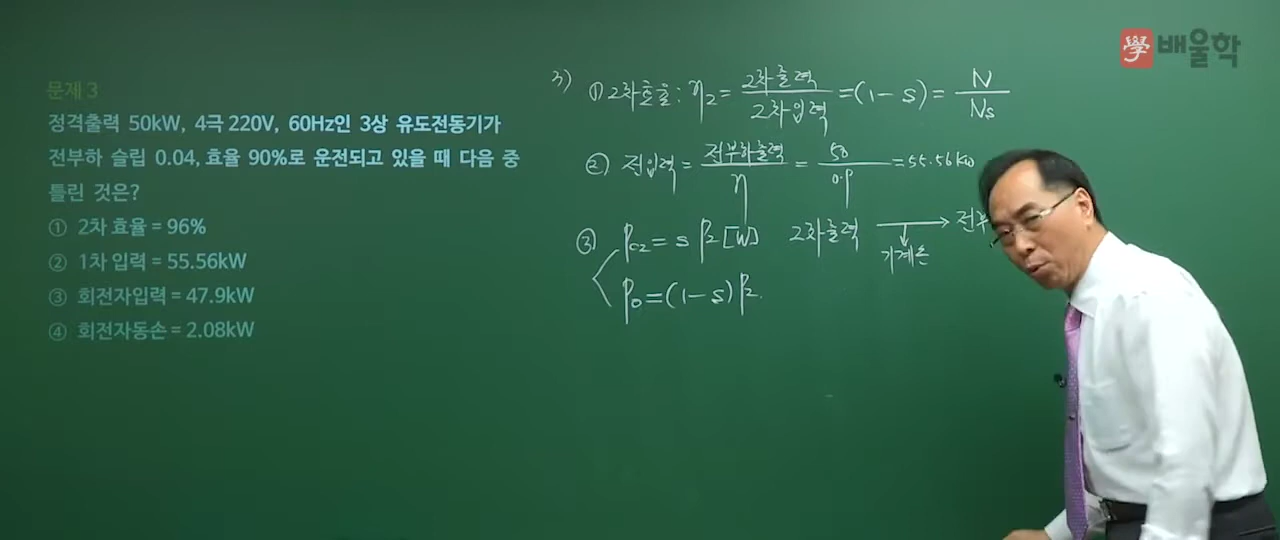 學 배울학
문제 3
정격출력 50kW, 4극 220V, 60Hz인 3상 유도전동기가
전부하 슬립 0.04, 효율 90%로 운전되고 있을 때 다음 중
틀린 것은?
① 2차 효율 = 96%
② 1차 입력 = 55.56kW
③ 회전자입력 = 47.9kW
④ 회전자동손 = 2.08kW
3) ① 2차효율 : η₂ = 2차출력 / 2차입력 = (1-s) = N / Ns
② 전입력 = 전부하출력 / η = 50 / 0.9 = 55.56kw
③ Pc₂ = s P₂ [W] 2차출력 → 전부
기계손
P₀ = (1-s) P₂.